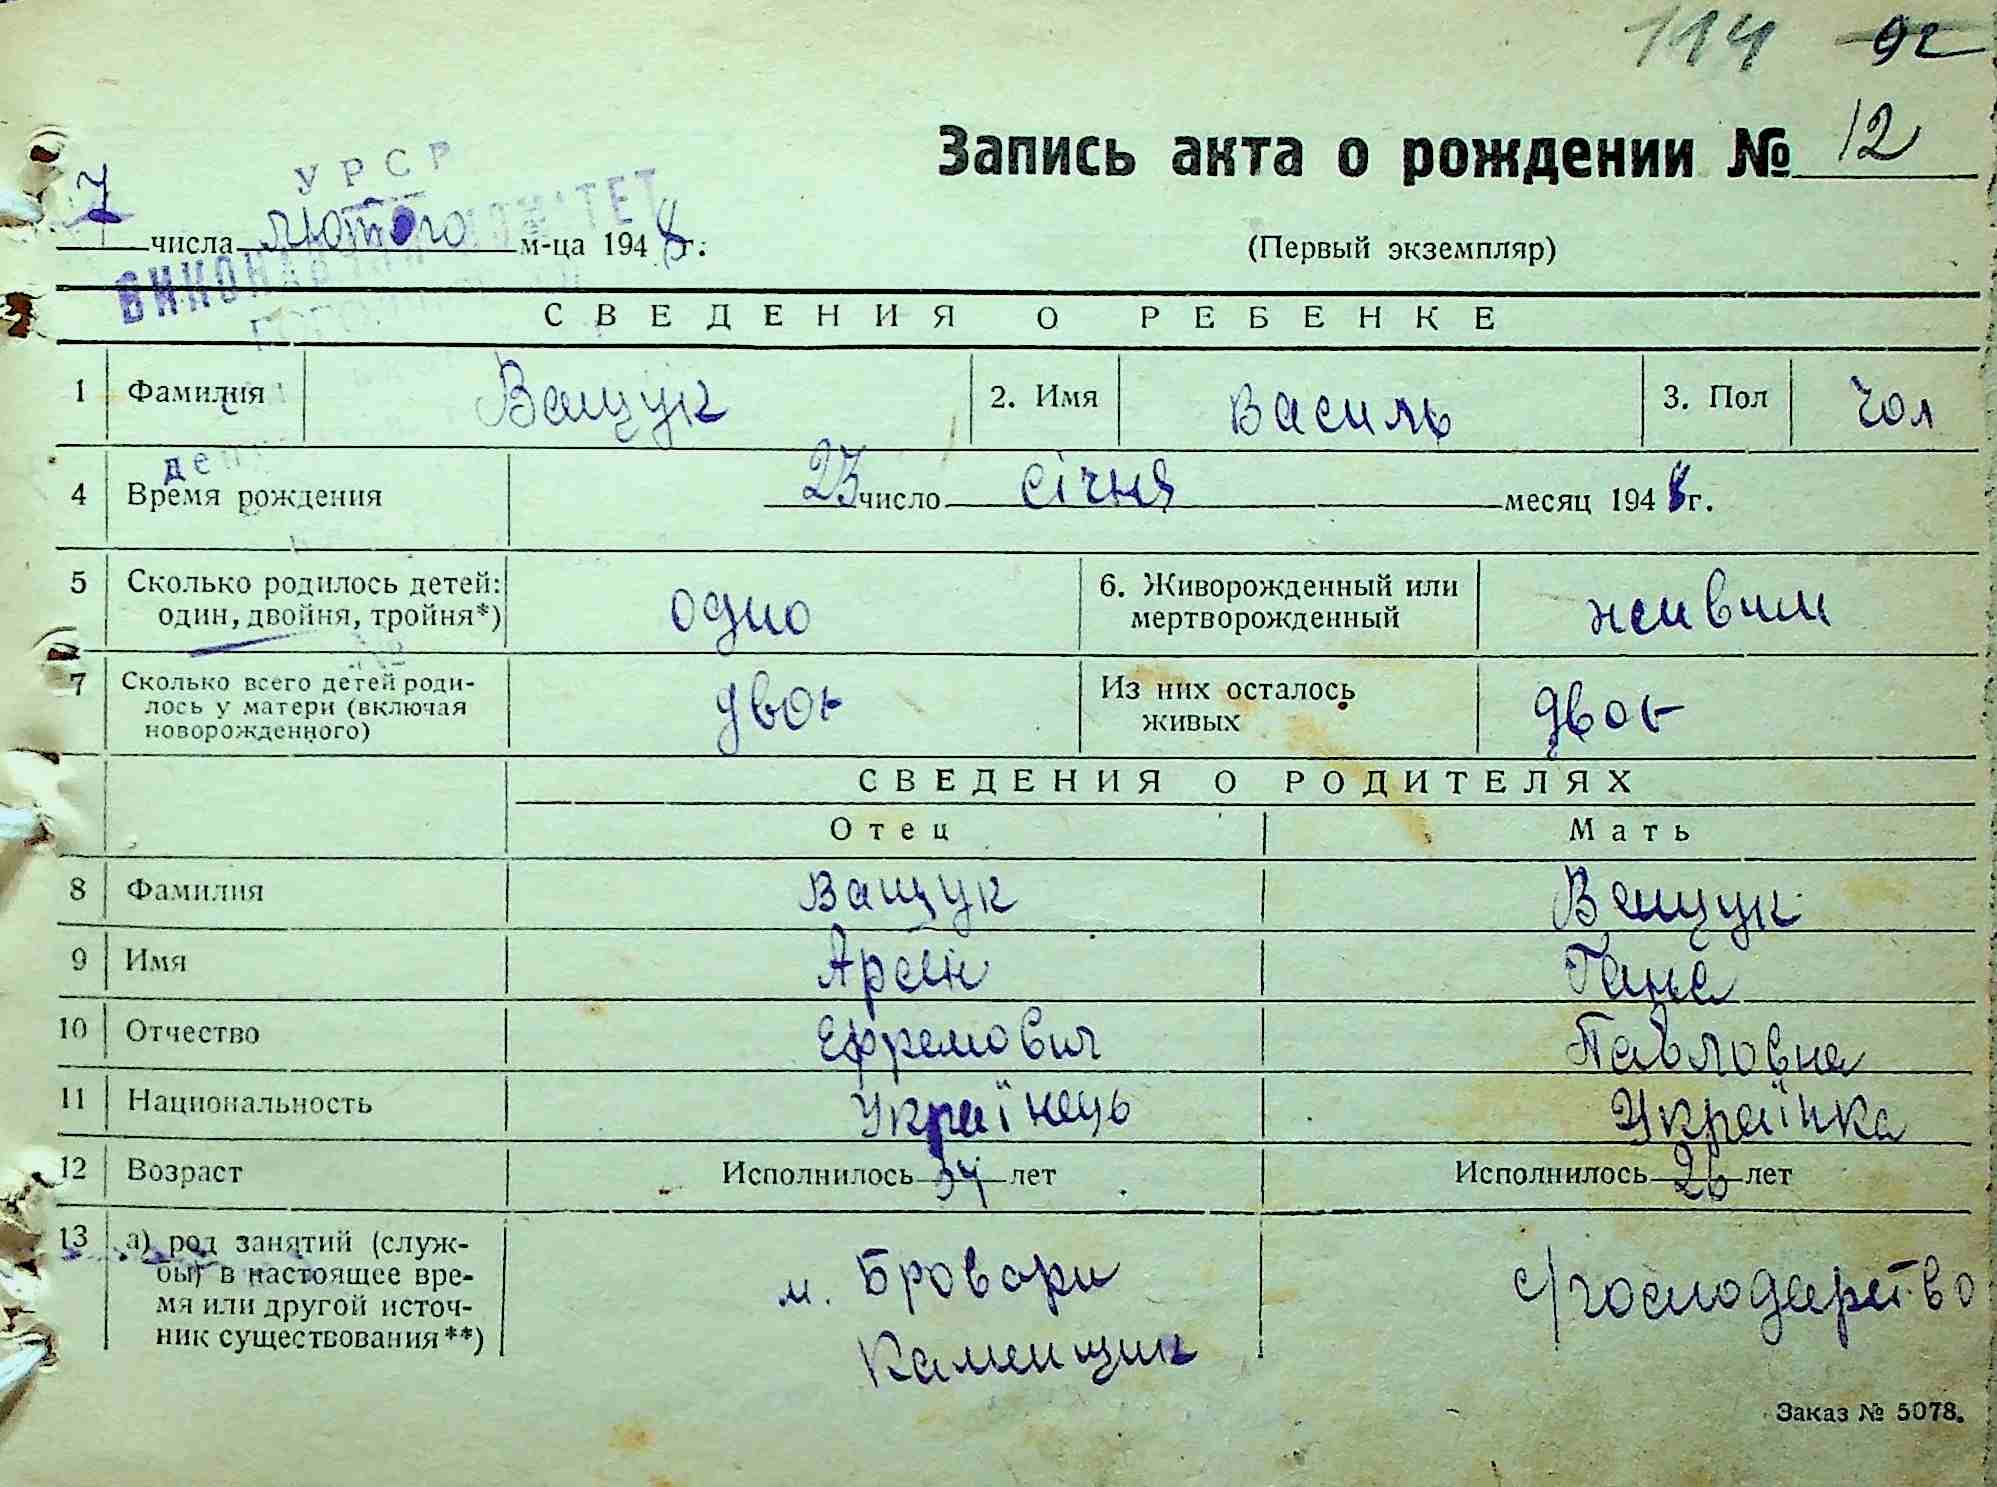 114 92
Запись акта о рождении № 12
УРСР
7 числа лютого м-ца 1948 г.
(Первый экземпляр)
СВЕДЕНИЯ О РЕБЕНКЕ
1 Фамилия Ващук 2. Имя Василь 3. Пол чол
4 Время рождения 23 число січня месяц 1948 г.
5 Сколько родилось детей: один, двойня, тройня*) одно 6. Живорожденный или мертворожденный живим
7 Сколько всего детей родилось у матери (включая новорожденного) двоє Из них осталось живых двоє
СВЕДЕНИЯ О РОДИТЕЛЯХ
Отец Мать
8 Фамилия Ващук Ващук
9 Имя Арсен Гана
10 Отчество Ефремович Павловна
11 Национальность Українець Українка
12 Возраст Исполнилось 37 лет Исполнилось 26 лет
13 а) род занятий (службы) в настоящее время или другой источник существования**) м. Бровари с/господарство
Каменщик
Заказ № 5078.